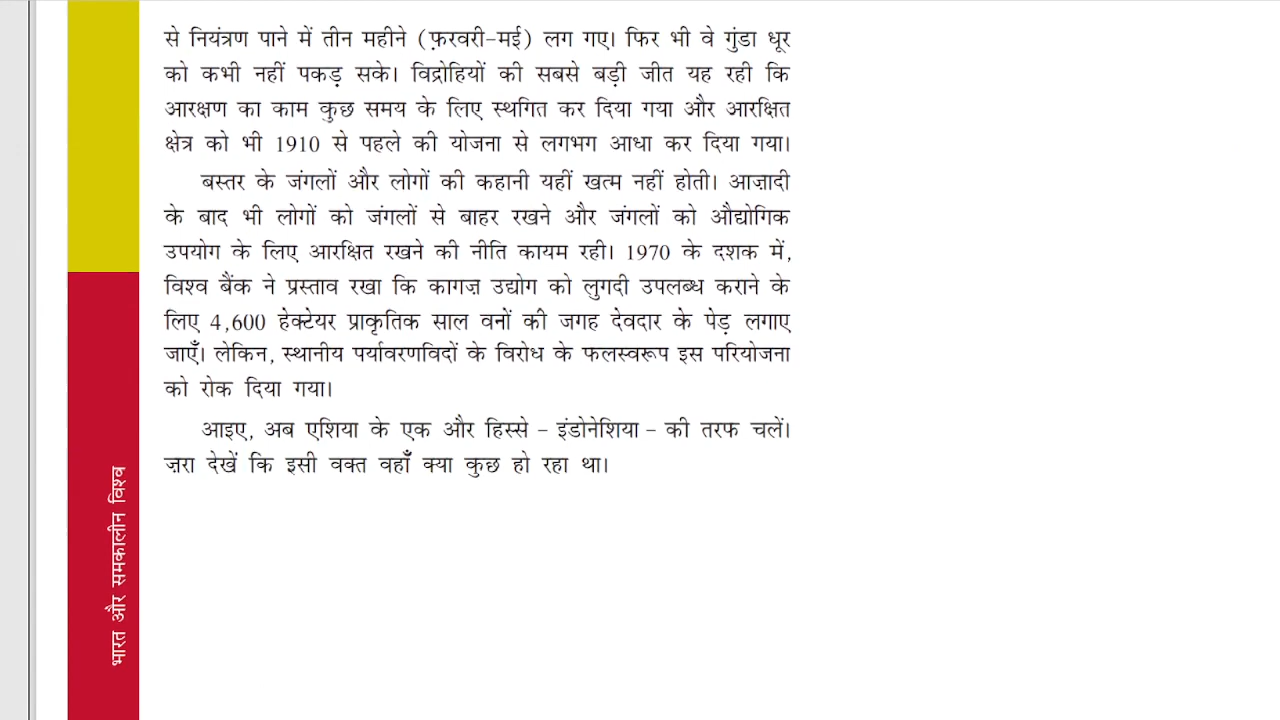 से नियंत्रण पाने में तीन महीने (फ़रवरी-मई) लग गए। फिर भी वे गुंडा धूर
को कभी नहीं पकड़ सके। विद्रोहियों की सबसे बड़ी जीत यह रही कि
आरक्षण का काम कुछ समय के लिए स्थगित कर दिया गया और आरक्षित
क्षेत्र को भी 1910 से पहले की योजना से लगभग आधा कर दिया गया।
बस्तर के जंगलों और लोगों की कहानी यहीं खत्म नहीं होती। आज़ादी
के बाद भी लोगों को जंगलों से बाहर रखने और जंगलों को औद्योगिक
उपयोग के लिए आरक्षित रखने की नीति कायम रही। 1970 के दशक में,
विश्व बैंक ने प्रस्ताव रखा कि कागज़ उद्योग को लुगदी उपलब्ध कराने के
लिए 4,600 हेक्टेयर प्राकृतिक साल वनों की जगह देवदार के पेड़ लगाए
जाएँ। लेकिन, स्थानीय पर्यावरणविदों के विरोध के फलस्वरूप इस परियोजना
को रोक दिया गया।
आइए, अब एशिया के एक और हिस्से – इंडोनेशिया – की तरफ चलें।
ज़रा देखें कि इसी वक्त वहाँ क्या कुछ हो रहा था।
भारत और समकालीन विश्व